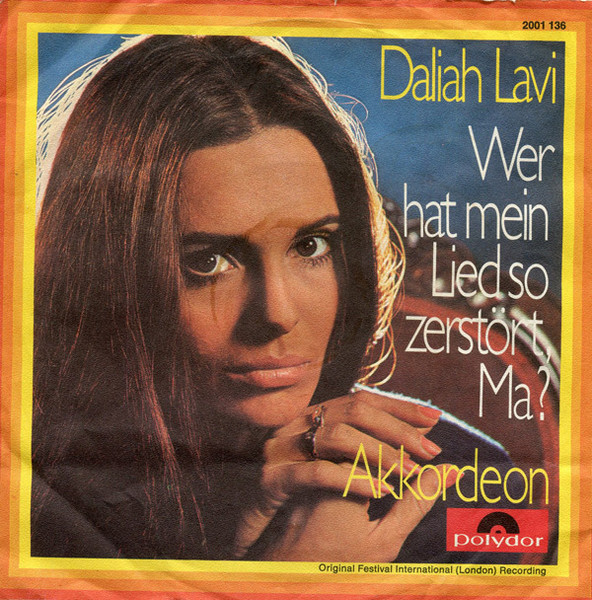 2001 136
Daliah Lavi
Wer
hat mein
Lied so
zerstört,
Ma?
Akkordeon
polydor
Original Festival International (London) Recording